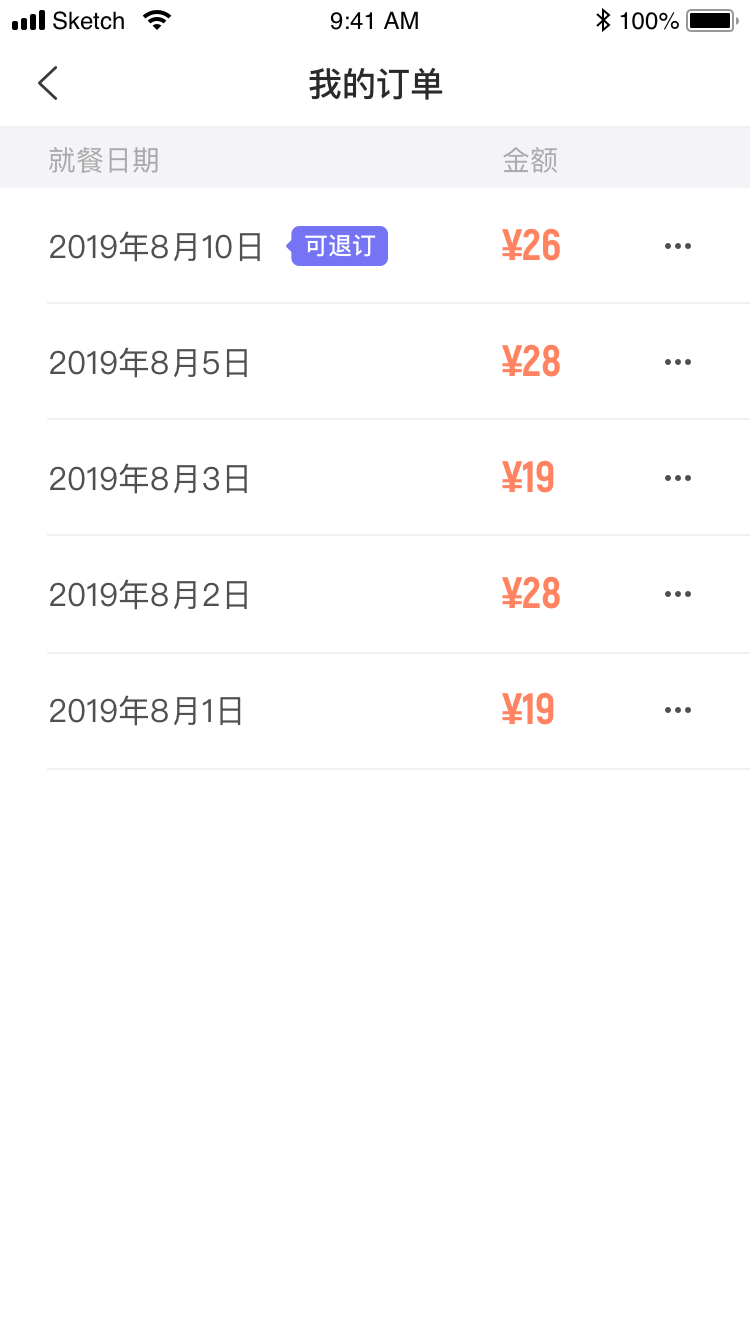 Sketch 9:41 AM 100%
我的订单
就餐日期 金额
2019年8月10日 可退订 ¥26
2019年8月5日 ¥28
2019年8月3日 ¥19
2019年8月2日 ¥28
2019年8月1日 ¥19